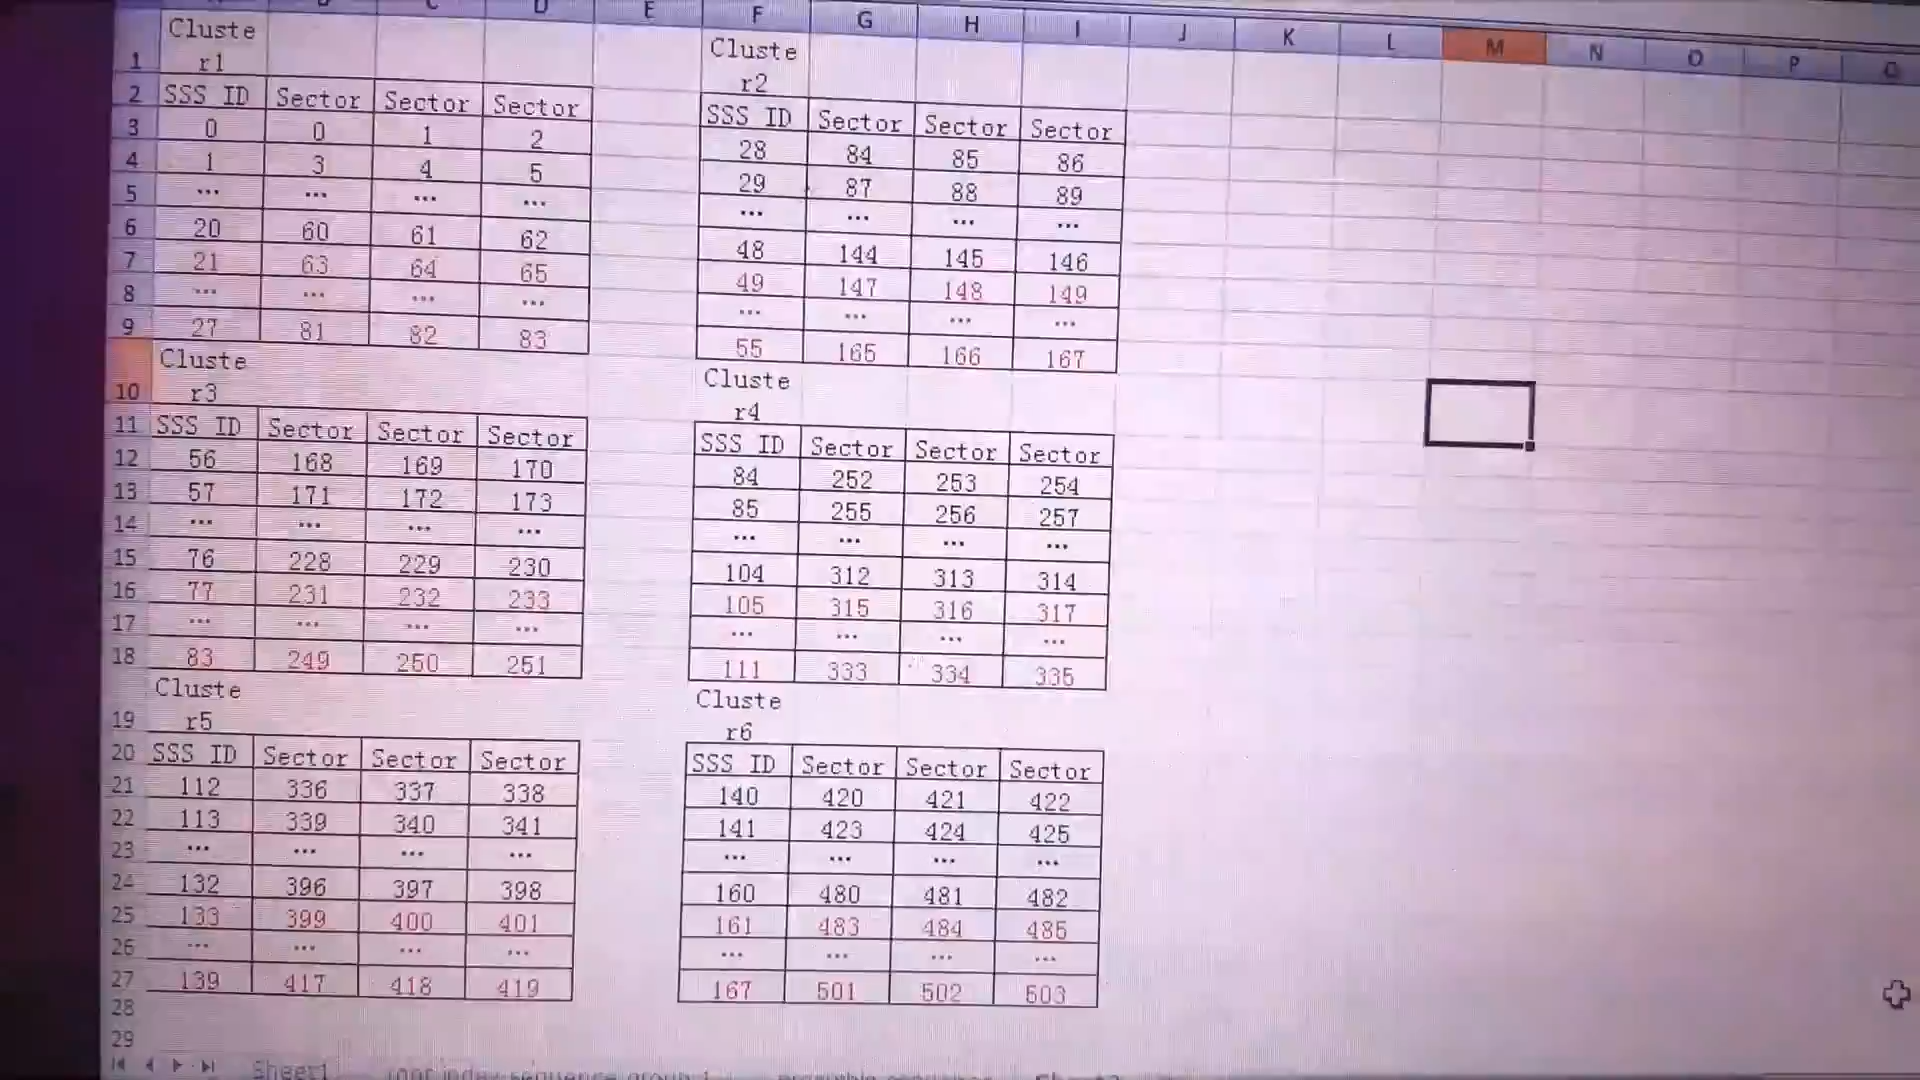 D E F G H I J K L M N O P
Cluste
1 r1
2 SSS ID Sector Sector Sector
3 0 0 1 2
4 1 3 4 5
5 ... ... ... ...
6 20 60 61 62
7 21 63 64 65
8 ... ... ... ...
9 27 81 82 83
Cluste
r2
SSS ID Sector Sector Sector
28 84 85 86
29 87 88 89
... ... ... ...
48 144 145 146
49 147 148 149
... ... ... ...
55 165 166 167
Cluste
10 r3
11 SSS ID Sector Sector Sector
12 56 168 169 170
13 57 171 172 173
14 ... ... ... ...
15 76 228 229 230
16 77 231 232 233
17 ... ... ... ...
18 83 249 250 251
Cluste
r4
SSS ID Sector Sector Sector
84 252 253 254
85 255 256 257
... ... ... ...
104 312 313 314
105 315 316 317
... ... ... ...
111 333 334 335
Cluste
19 r5
20 SSS ID Sector Sector Sector
21 112 336 337 338
22 113 339 340 341
23 ... ... ... ...
24 132 396 397 398
25 133 399 400 401
26 ... ... ... ...
27 139 417 418 419
28
29
Cluste
r6
SSS ID Sector Sector Sector
140 420 421 422
141 423 424 425
... ... ... ...
160 480 481 482
161 483 484 485
... ... ... ...
167 501 502 503
Sheet1